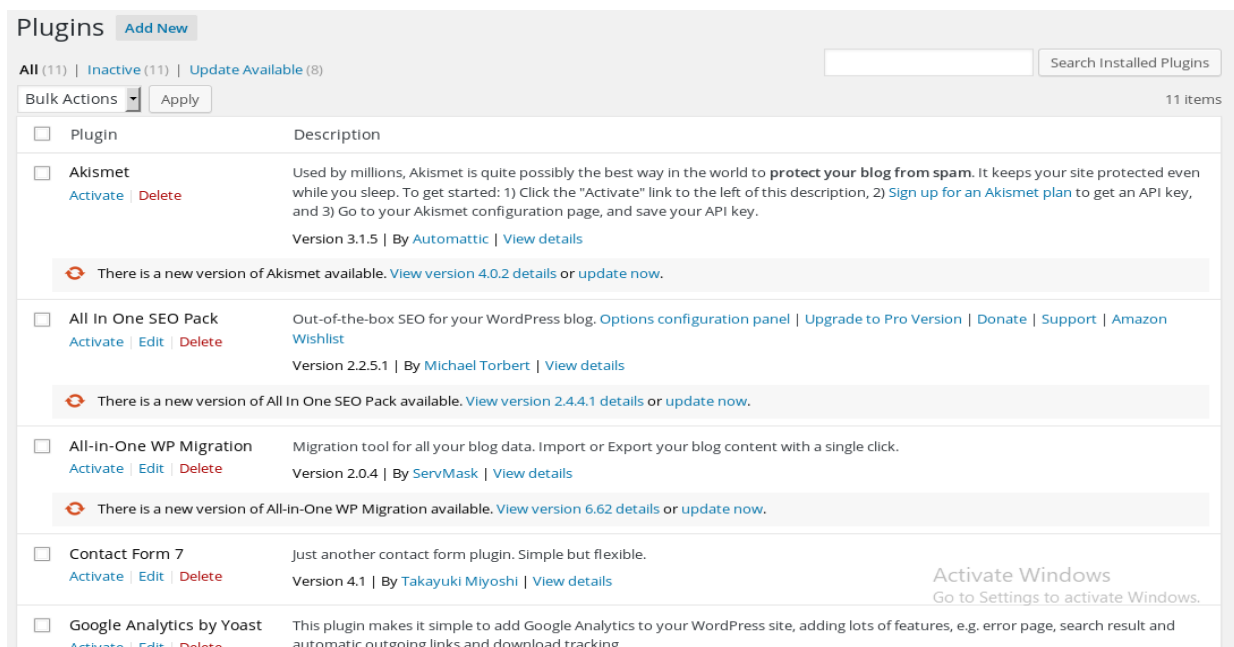 Plugins Add New
All (11) | Inactive (11) | Update Available (8)
Search Installed Plugins
Bulk Actions Apply
11 items
Plugin Description
Akismet
Activate | Delete
Used by millions, Akismet is quite possibly the best way in the world to protect your blog from spam. It keeps your site protected even
while you sleep. To get started: 1) Click the "Activate" link to the left of this description, 2) Sign up for an Akismet plan to get an API key,
and 3) Go to your Akismet configuration page, and save your API key.
Version 3.1.5 | By Automattic | View details
There is a new version of Akismet available. View version 4.0.2 details or update now.
All In One SEO Pack
Activate | Edit | Delete
Out-of-the-box SEO for your WordPress blog. Options configuration panel | Upgrade to Pro Version | Donate | Support | Amazon
Wishlist
Version 2.2.5.1 | By Michael Torbert | View details
There is a new version of All In One SEO Pack available. View version 2.4.4.1 details or update now.
All-in-One WP Migration
Activate | Edit | Delete
Migration tool for all your blog data. Import or Export your blog content with a single click.
Version 2.0.4 | By ServMask | View details
There is a new version of All-in-One WP Migration available. View version 6.62 details or update now.
Contact Form 7
Activate | Edit | Delete
Just another contact form plugin. Simple but flexible.
Version 4.1 | By Takayuki Miyoshi | View details
Activate Windows
Go to Settings to activate Windows.
Google Analytics by Yoast
Activate | Edit | Delete
This plugin makes it simple to add Google Analytics to your WordPress site, adding lots of features, e.g. error page, search result and
automatic outgoing links and download tracking.